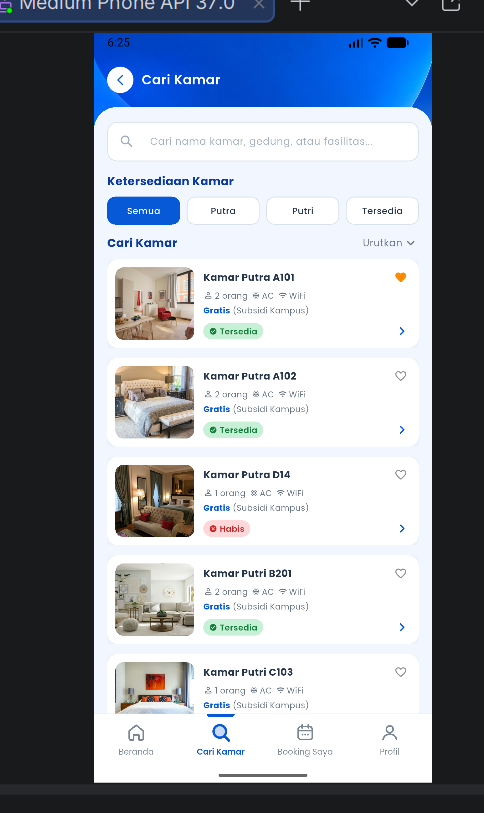 Medium Phone API 37.0
6:25
Cari Kamar
Cari nama kamar, gedung, atau fasilitas...
Ketersediaan Kamar
Semua Putra Putri Tersedia
Cari Kamar Urutkan
Kamar Putra A101
2 orang AC WiFi
Gratis (Subsidi Kampus)
Tersedia
Kamar Putra A102
2 orang AC WiFi
Gratis (Subsidi Kampus)
Tersedia
Kamar Putra D14
1 orang AC WiFi
Gratis (Subsidi Kampus)
Habis
Kamar Putri B201
2 orang AC WiFi
Gratis (Subsidi Kampus)
Tersedia
Kamar Putri C103
1 orang AC WiFi
Gratis (Subsidi Kampus)
Beranda Cari Kamar Booking Saya Profil